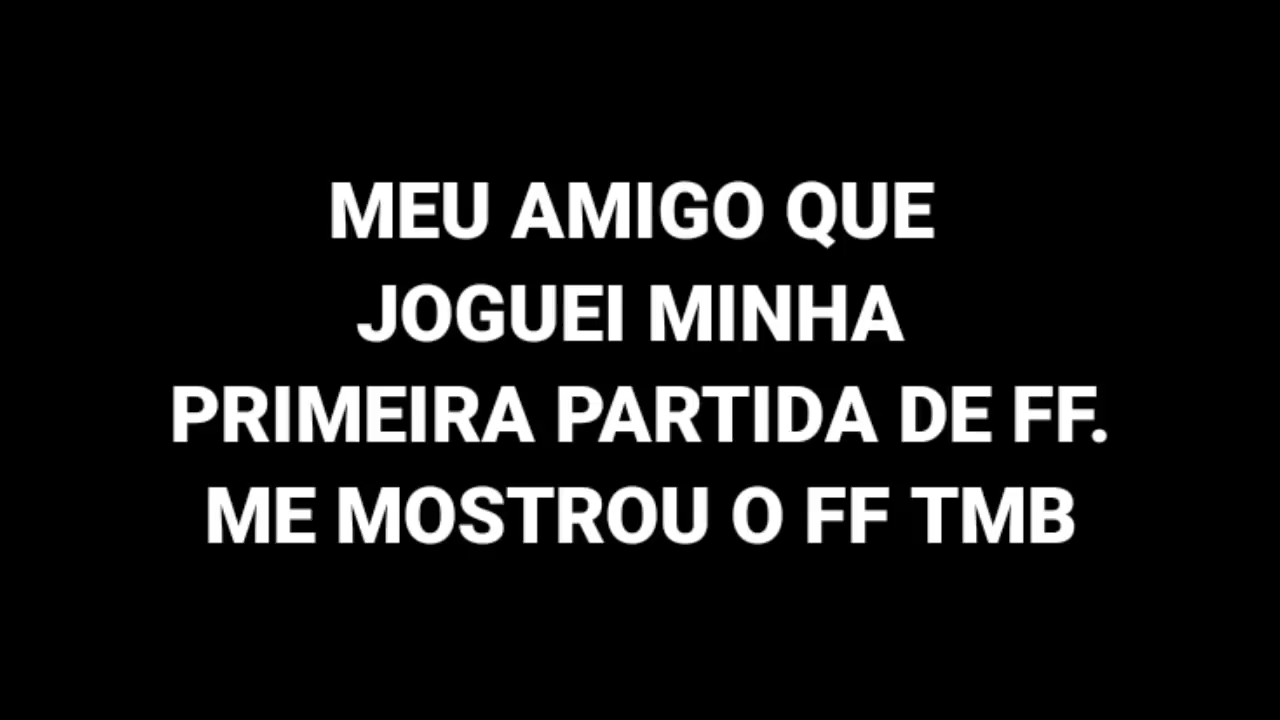 MEU AMIGO QUE
JOGUEI MINHA
PRIMEIRA PARTIDA DE FF.
ME MOSTROU O FF TMB